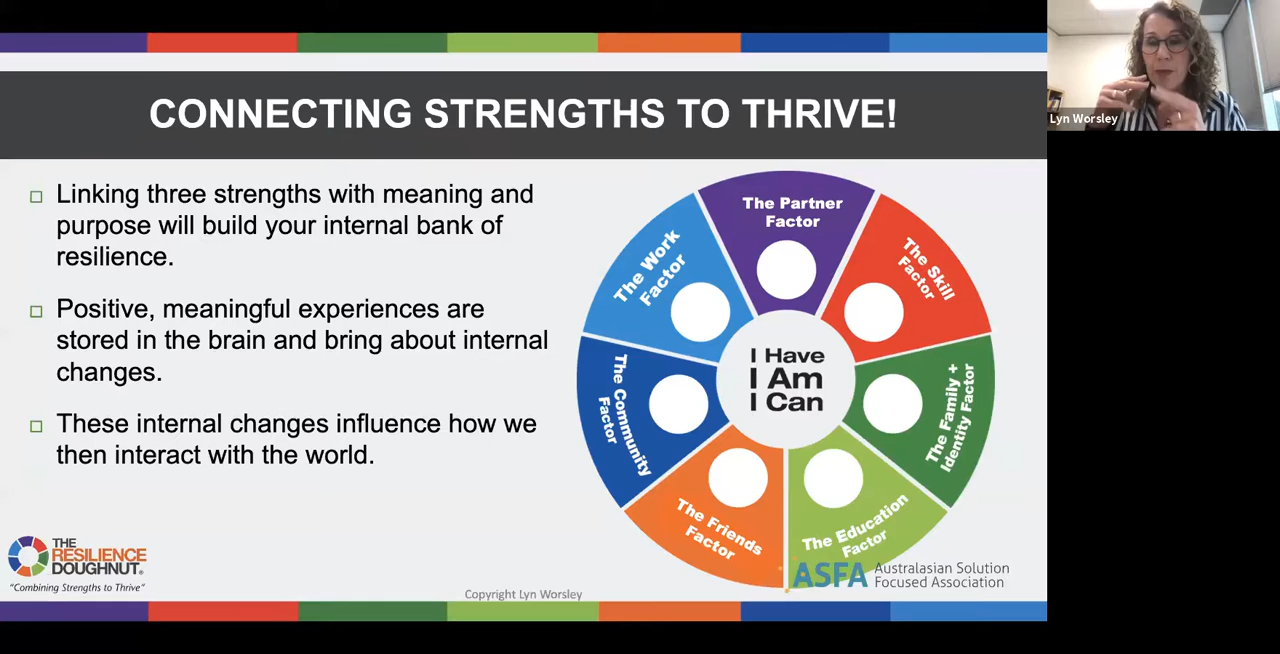 CONNECTING STRENGTHS TO THRIVE!
Linking three strengths with meaning and
purpose will build your internal bank of
resilience.
Positive, meaningful experiences are
stored in the brain and bring about internal
changes.
These internal changes influence how we
then interact with the world.
The Partner
Factor
The Skill
Factor
The Family +
Identity Factor
The Education
Factor
The Friends
Factor
The Community
Factor
The Work
Factor
I Have
I Am
I Can
THE
RESILIENCE
DOUGHNUT®
"Combining Strengths to Thrive"
Copyright Lyn Worsley
ASFA
Australasian Solution
Focused Association
Lyn Worsley